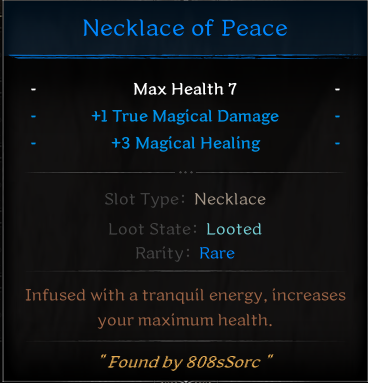 Necklace of Peace
- Max Health 7 -
- +1 True Magical Damage -
- +3 Magical Healing -
Slot Type: Necklace
Loot State: Looted
Rarity: Rare
Infused with a tranquil energy, increases
your maximum health.
"Found by 808sSorc "